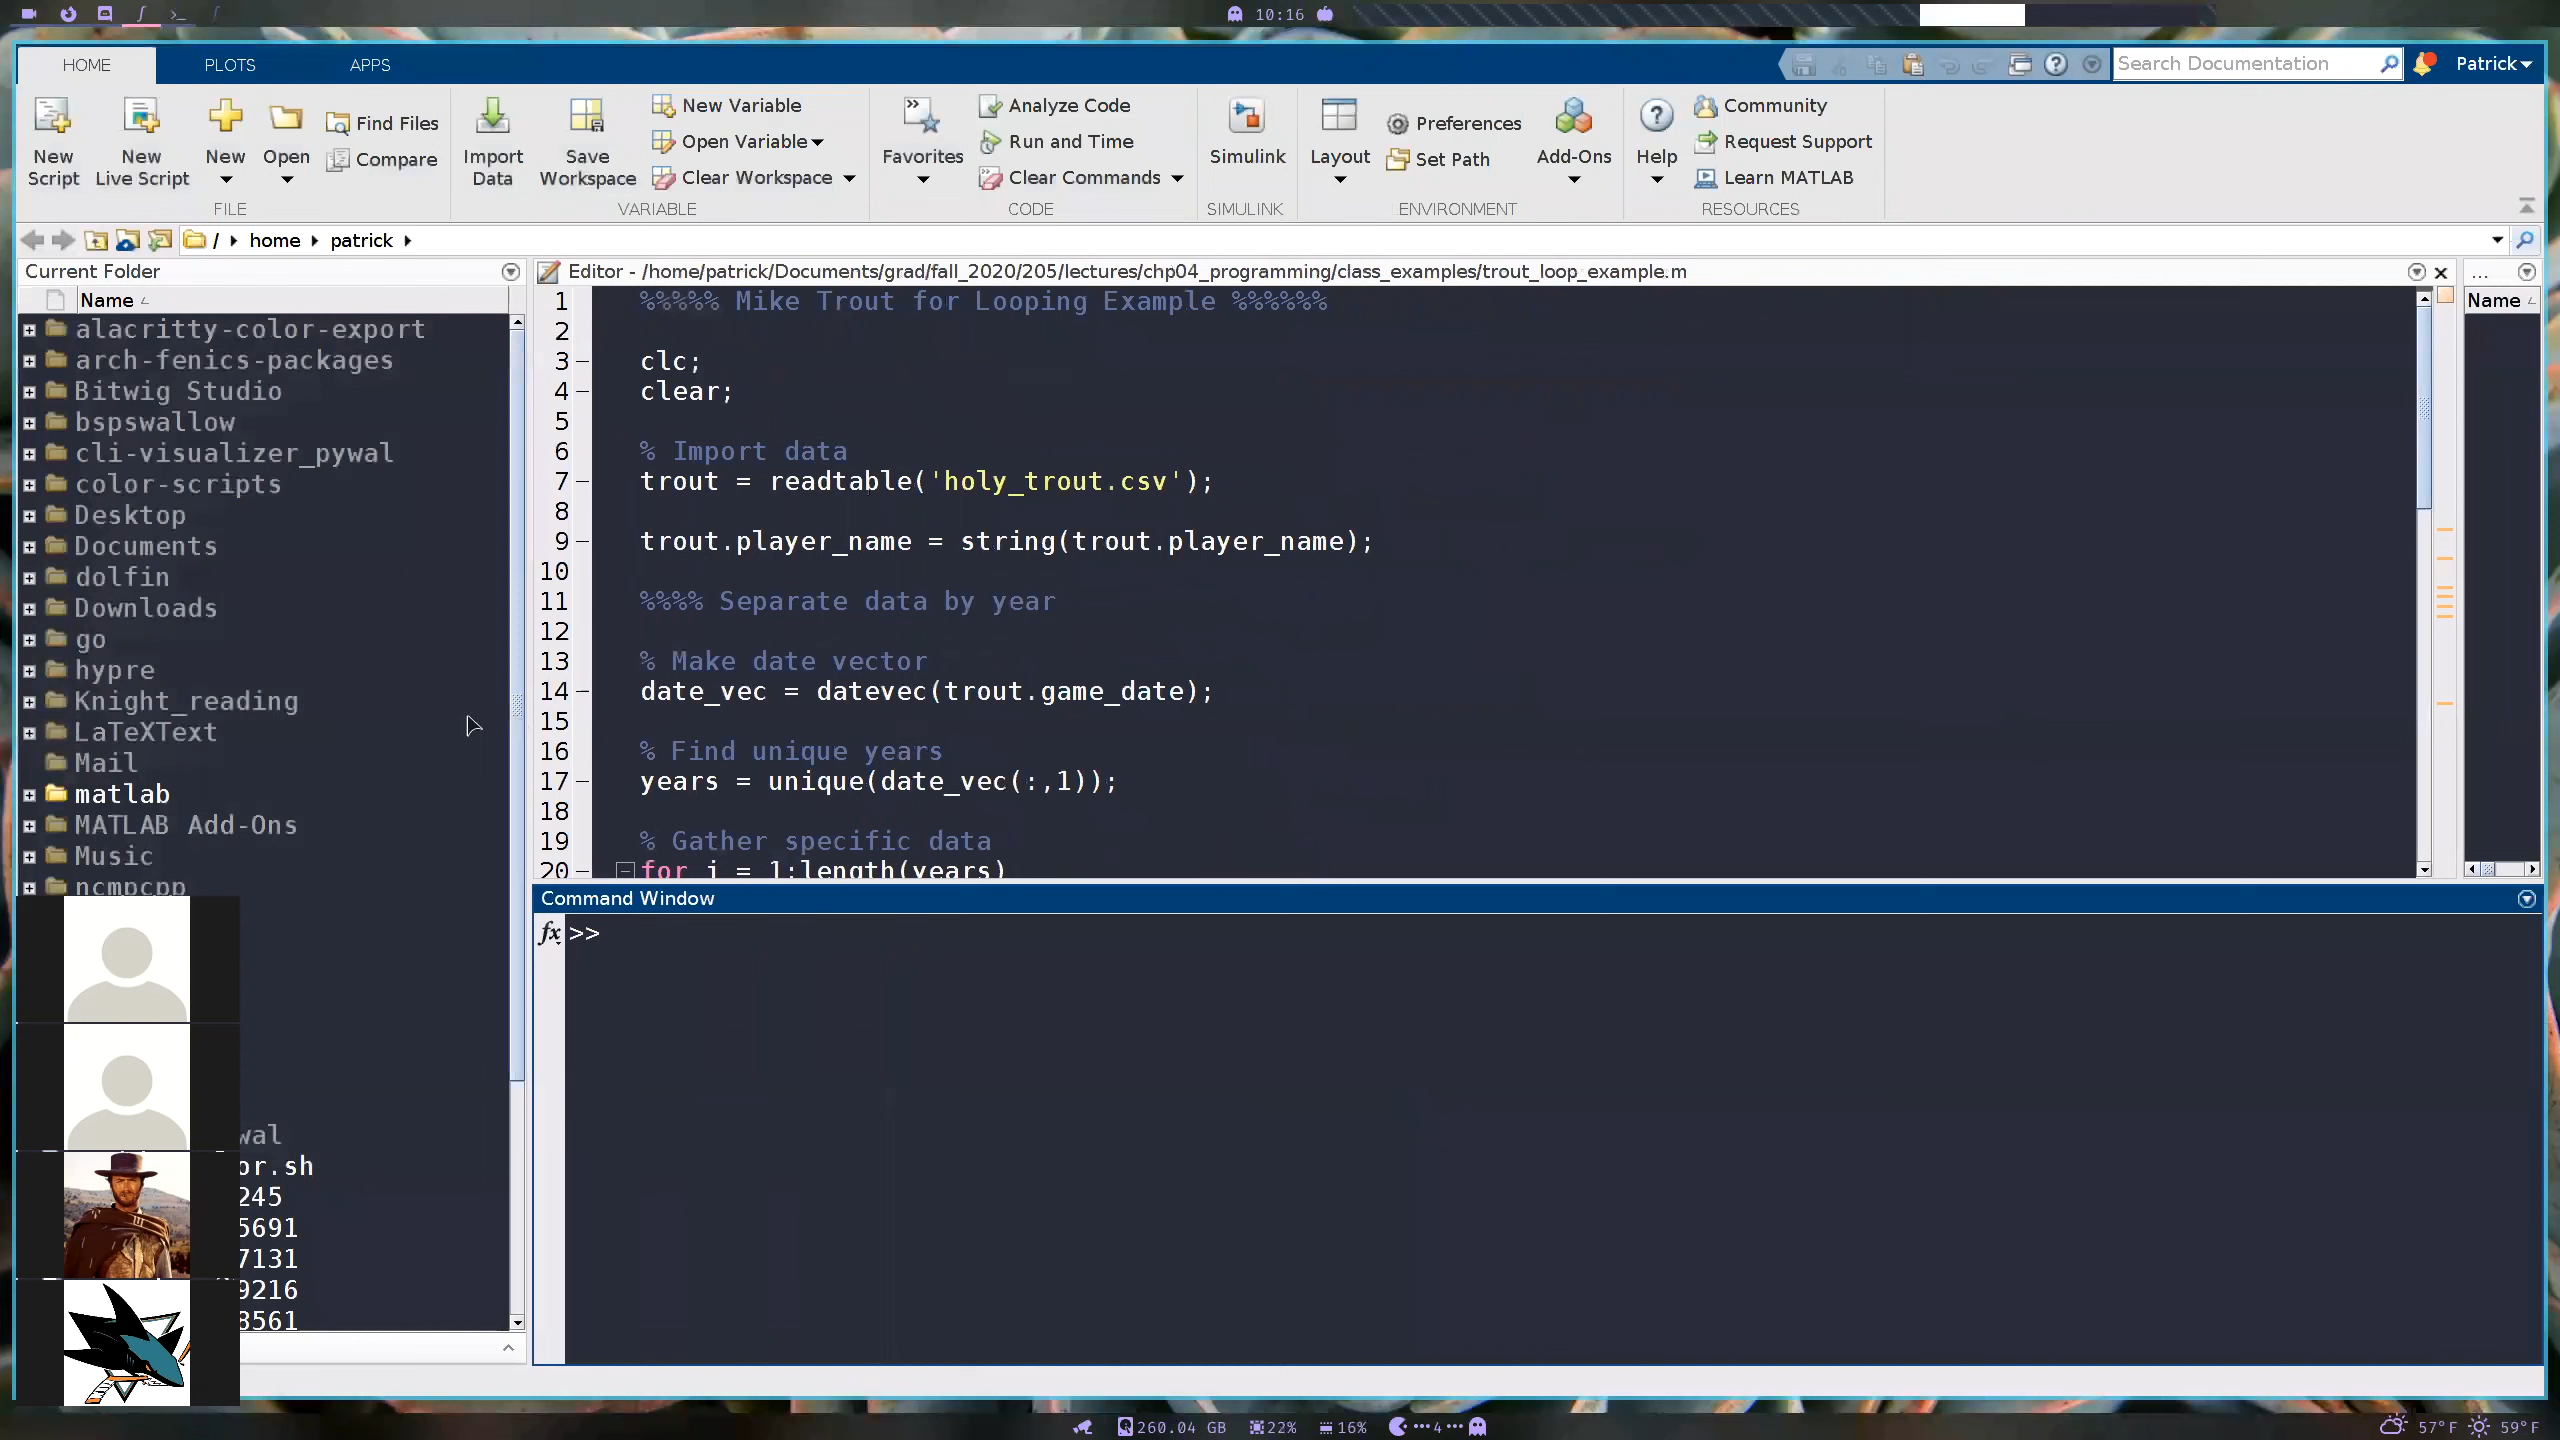 10:16
HOME PLOTS APPS Search Documentation Patrick
New Script
New Live Script
New
Open
Find Files
Compare
FILE
Import Data
Save Workspace
New Variable
Open Variable
Clear Workspace
VARIABLE
Favorites
Analyze Code
Run and Time
Clear Commands
CODE
Simulink
SIMULINK
Layout
Preferences
Set Path
Add-Ons
ENVIRONMENT
Help
Community
Request Support
Learn MATLAB
RESOURCES
/ home patrick
Current Folder
Name
alacritty-color-export
arch-fenics-packages
Bitwig Studio
bspswallow
cli-visualizer_pywal
color-scripts
Desktop
Documents
dolfin
Downloads
go
hypre
Knight_reading
LaTeXText
Mail
matlab
MATLAB Add-Ons
Music
ncmpcpp
wal
or.sh
245
5691
7131
9216
8561
Editor - /home/patrick/Documents/grad/fall_2020/205/lectures/chp04_programming/class_examples/trout_loop_example.m
1 %%%%% Mike Trout for Looping Example %%%%%%
2
3 clc;
4 clear;
5
6 % Import data
7 trout = readtable('holy_trout.csv');
8
9 trout.player_name = string(trout.player_name);
10
11 %%%% Separate data by year
12
13 % Make date vector
14 date_vec = datevec(trout.game_date);
15
16 % Find unique years
17 years = unique(date_vec(:,1));
18
19 % Gather specific data
20 for i = 1:length(years)
...
Name
Command Window
fx >>
260.04 GB 22% 16% 4
57°F 59°F